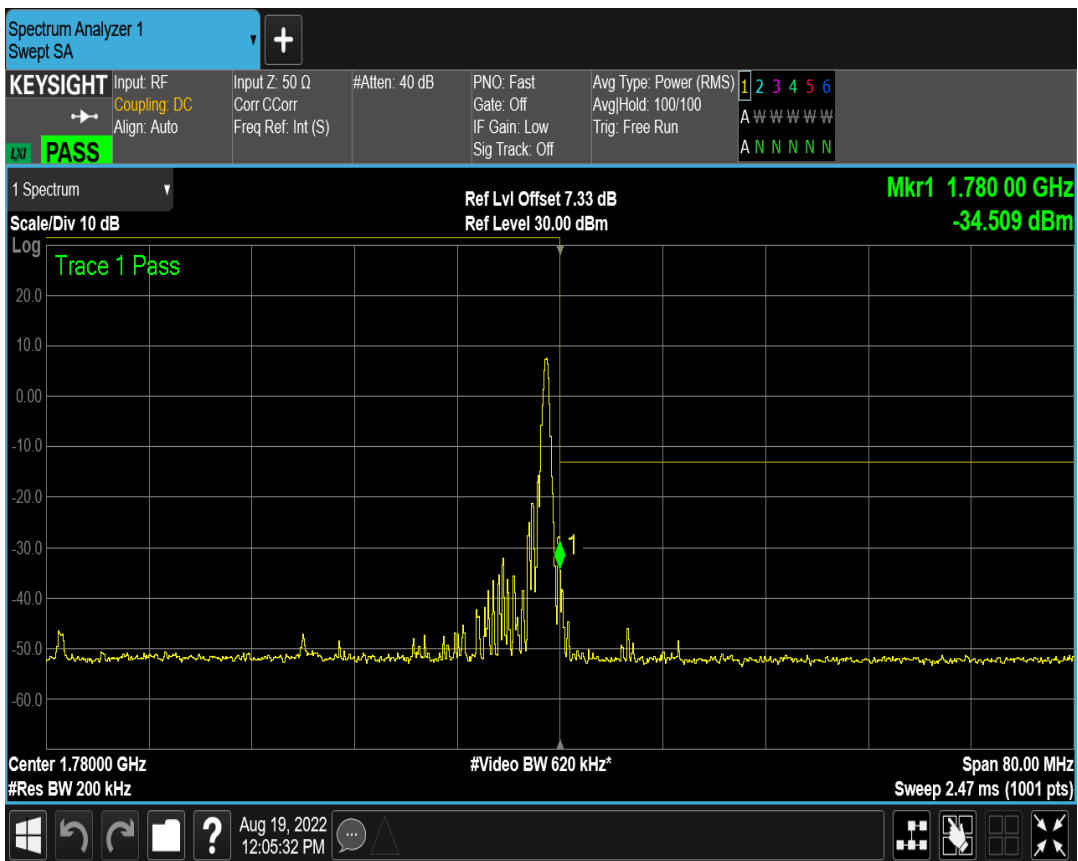 Spectrum Analyzer 1
Swept SA
+
KEYSIGHT
LXI PASS
Input: RF
Coupling: DC
Align: Auto
Input Z: 50 Ω
Corr CCorr
Freq Ref: Int (S)
#Atten: 40 dB
PNO: Fast
Gate: Off
IF Gain: Low
Sig Track: Off
Avg Type: Power (RMS)
Avg|Hold: 100/100
Trig: Free Run
1 2 3 4 5 6
A W W W W W
A N N N N N
1 Spectrum
Scale/Div 10 dB
Ref Lvl Offset 7.33 dB
Ref Level 30.00 dBm
Mkr1 1.780 00 GHz
-34.509 dBm
Log
Trace 1 Pass
20.0
10.0
0.00
-10.0
-20.0
-30.0
1
-40.0
-50.0
-60.0
Center 1.78000 GHz
#Res BW 200 kHz
#Video BW 620 kHz*
Span 80.00 MHz
Sweep 2.47 ms (1001 pts)
?
Aug 19, 2022
12:05:32 PM